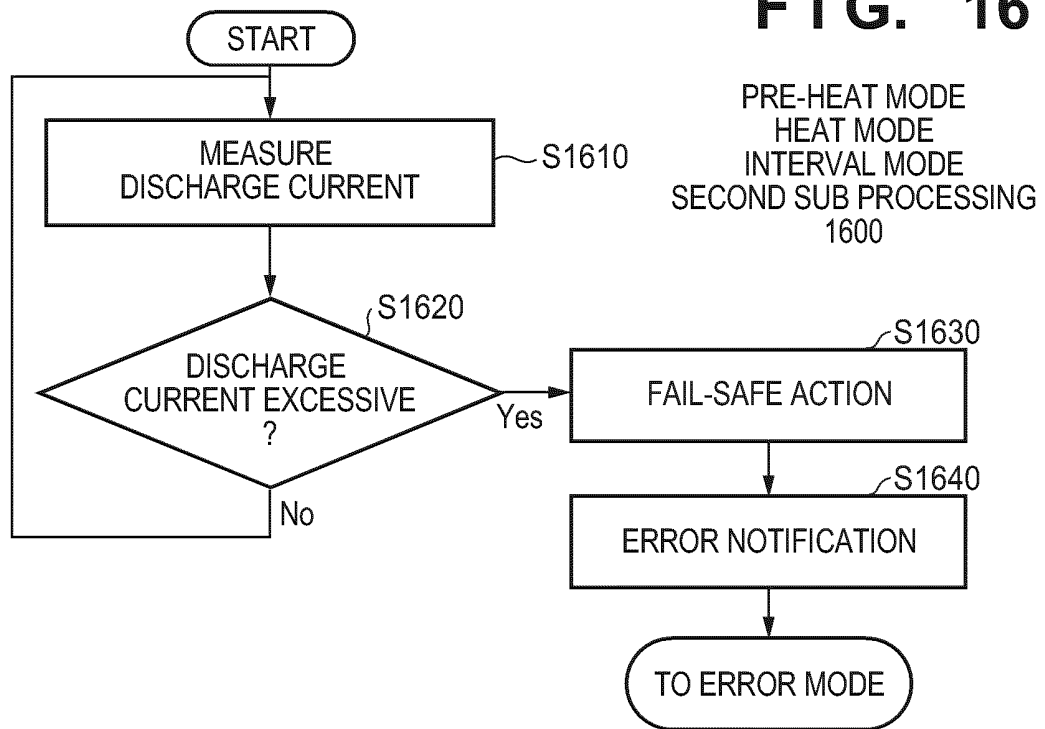 FIG. 16
START
PRE-HEAT MODE
HEAT MODE
INTERVAL MODE
SECOND SUB PROCESSING
1600
MEASURE
DISCHARGE CURRENT
S1610
S1620
DISCHARGE
CURRENT EXCESSIVE
?
Yes
No
S1630
FAIL-SAFE ACTION
S1640
ERROR NOTIFICATION
TO ERROR MODE